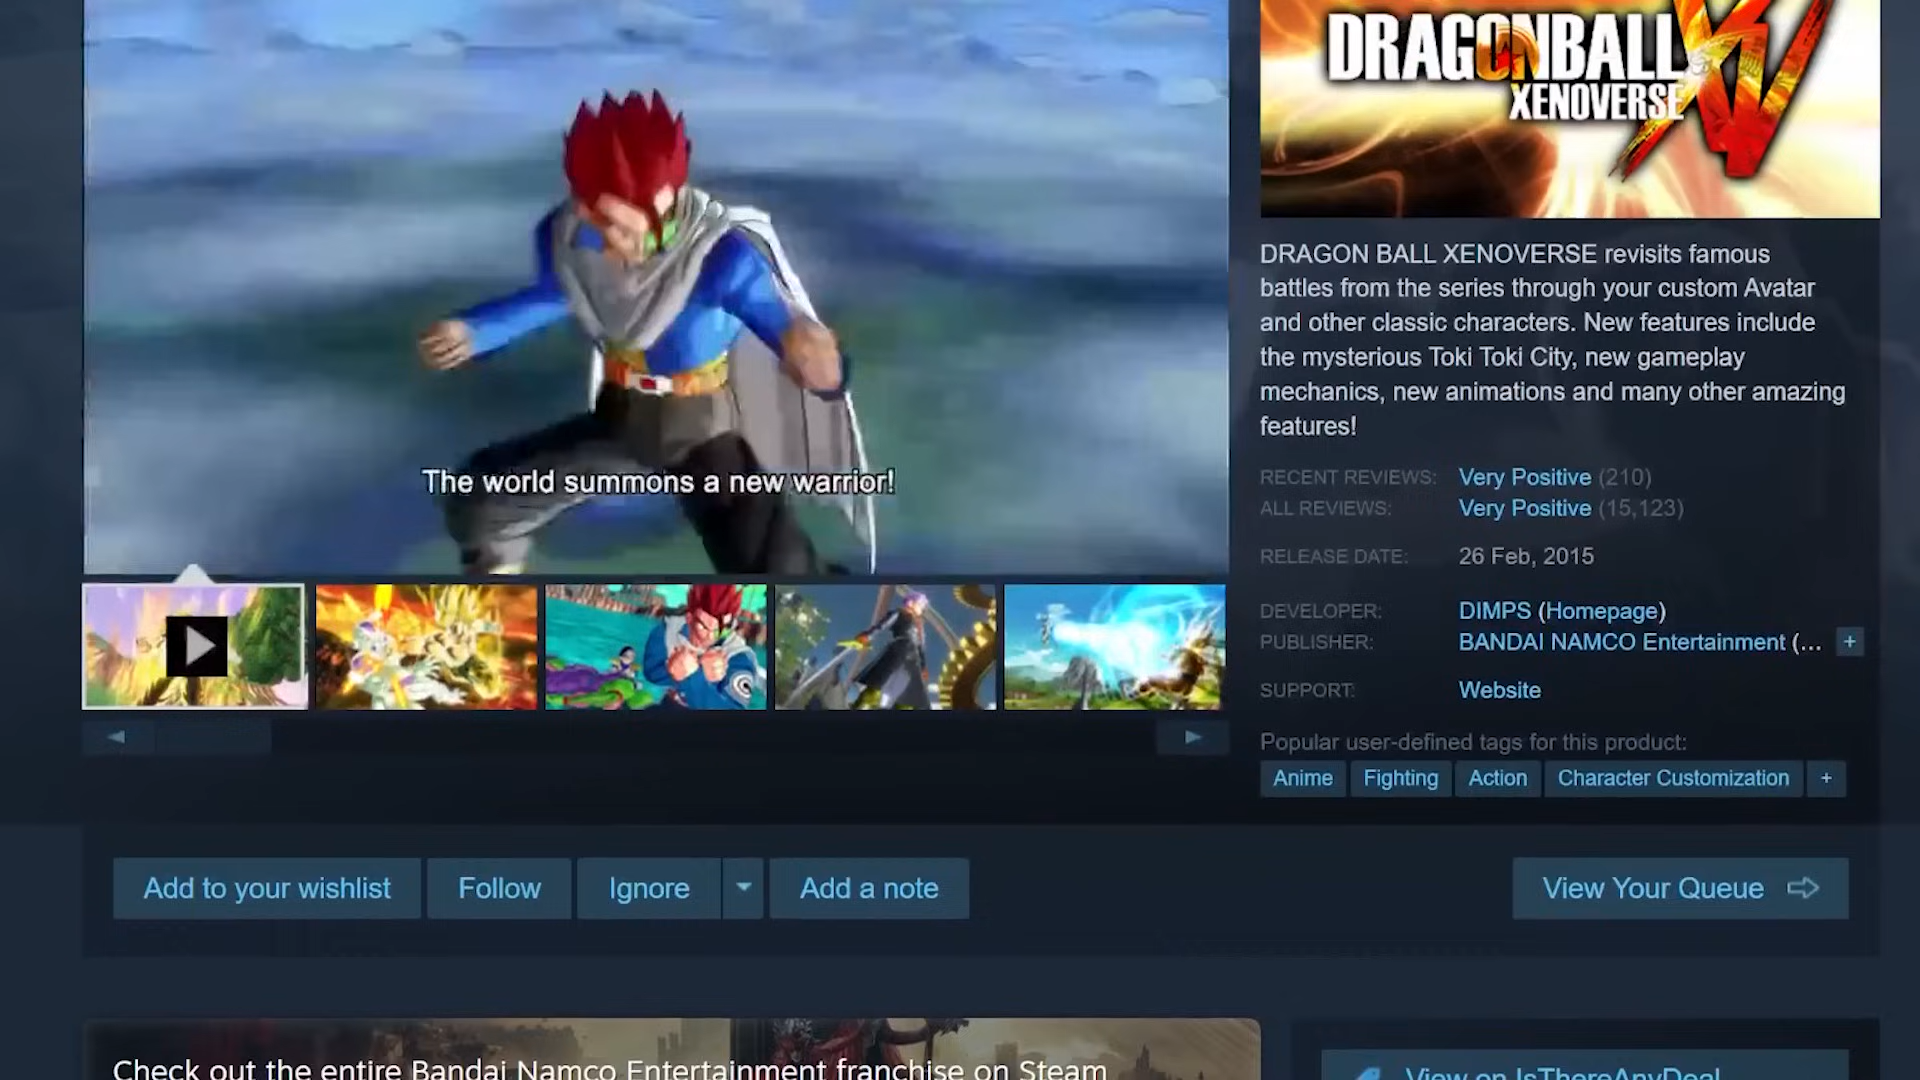 DRAGONBALL
XENOVERSE
XV
The world summons a new warrior!
DRAGON BALL XENOVERSE revisits famous
battles from the series through your custom Avatar
and other classic characters. New features include
the mysterious Toki Toki City, new gameplay
mechanics, new animations and many other amazing
features!
RECENT REVIEWS: Very Positive (210)
ALL REVIEWS: Very Positive (15,123)
RELEASE DATE: 26 Feb, 2015
DEVELOPER: DIMPS (Homepage)
PUBLISHER: BANDAI NAMCO Entertainment (... +
SUPPORT: Website
Popular user-defined tags for this product:
Anime Fighting Action Character Customization +
Add to your wishlist Follow Ignore Add a note View Your Queue
Check out the entire Bandai Namco Entertainment franchise on Steam
View on IsThereAnyDeal